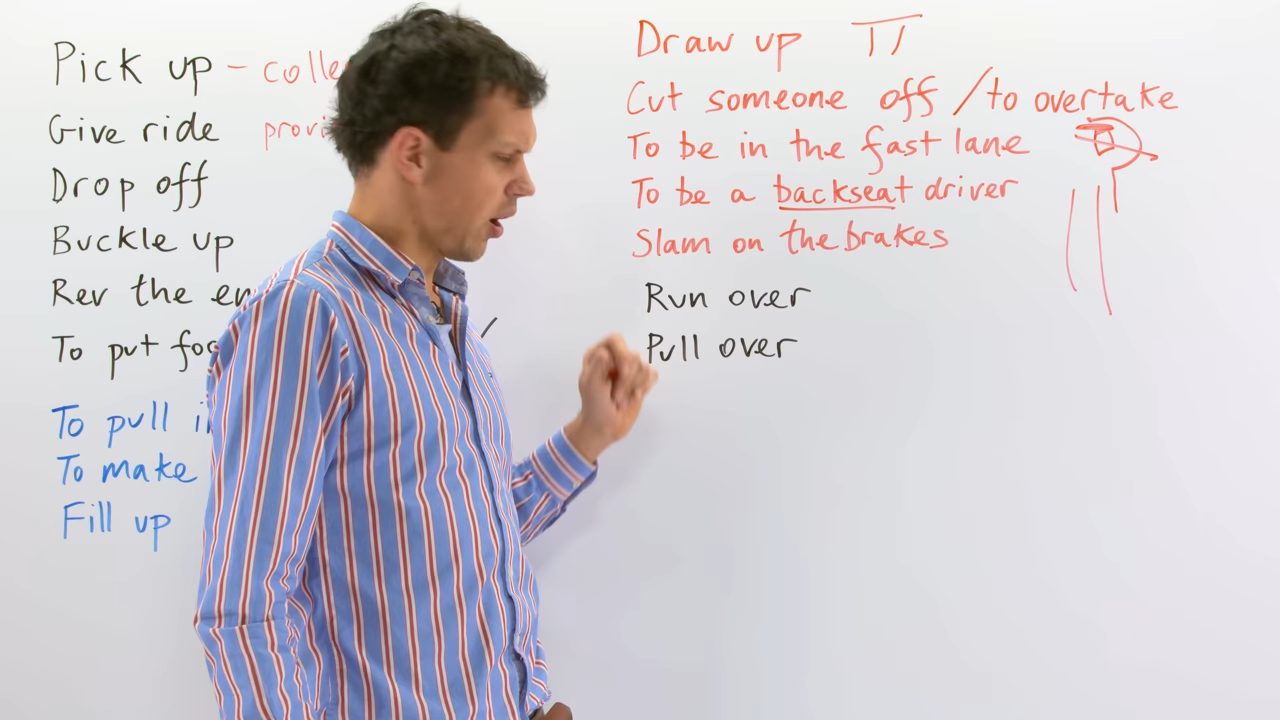 Pick up - colle
Give ride provi
Drop off
Buckle up
Rev the en
To put foo
To pull i
To make
Fill up
Draw up
Cut someone off / to overtake
To be in the fast lane
To be a backseat driver
Slam on the brakes
Run over
Pull over